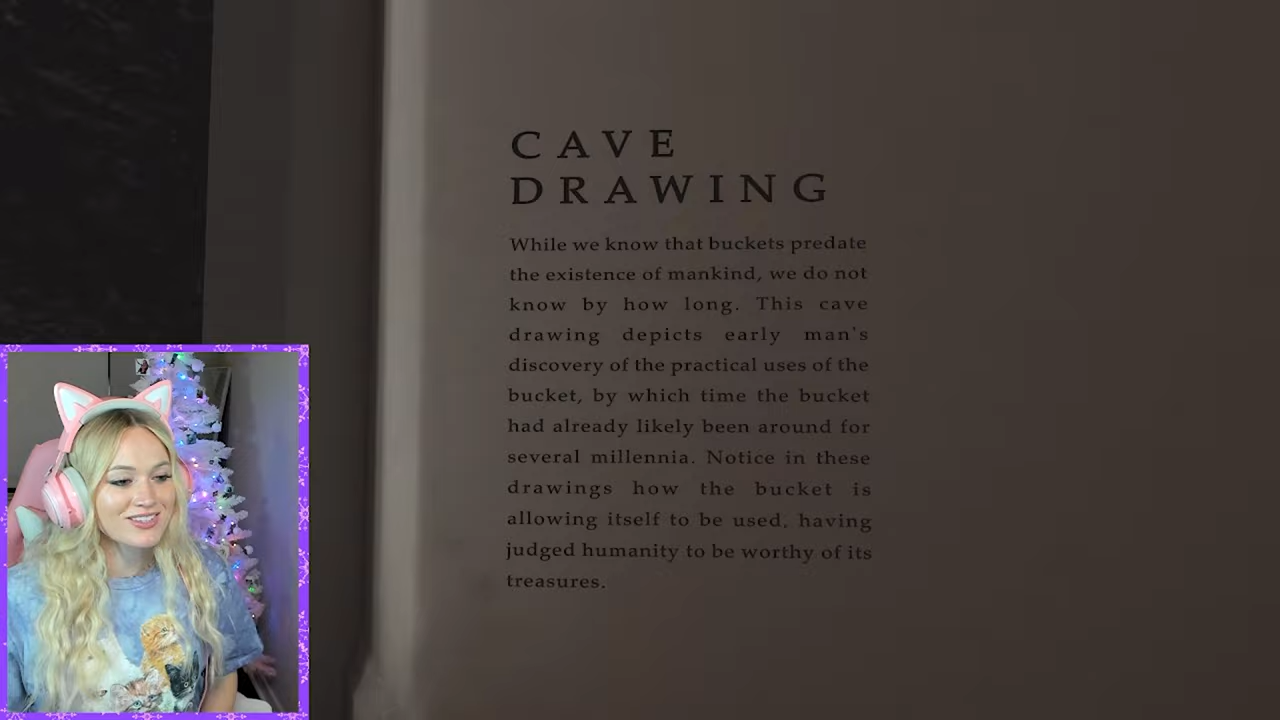 CAVE
DRAWING
While we know that buckets predate
the existence of mankind, we do not
know by how long. This cave
drawing depicts early man's
discovery of the practical uses of the
bucket, by which time the bucket
had already likely been around for
several millennia. Notice in these
drawings how the bucket is
allowing itself to be used, having
judged humanity to be worthy of its
treasures.